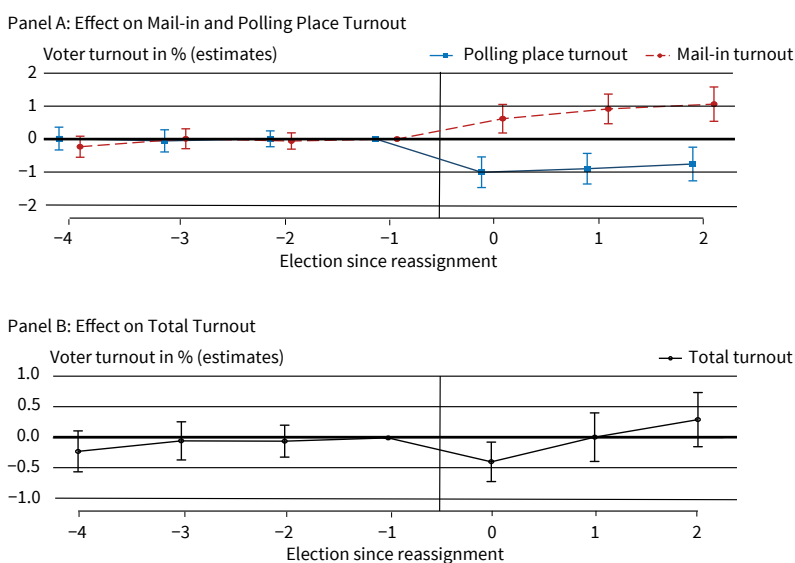 Panel A: Effect on Mail-in and Polling Place Turnout
Voter turnout in % (estimates) Polling place turnout Mail-in turnout
2
1
0
−1
−2
−4 −3 −2 −1 0 1 2
Election since reassignment
Panel B: Effect on Total Turnout
Voter turnout in % (estimates) Total turnout
1.0
0.5
0.0
−0.5
−1.0
−4 −3 −2 −1 0 1 2
Election since reassignment